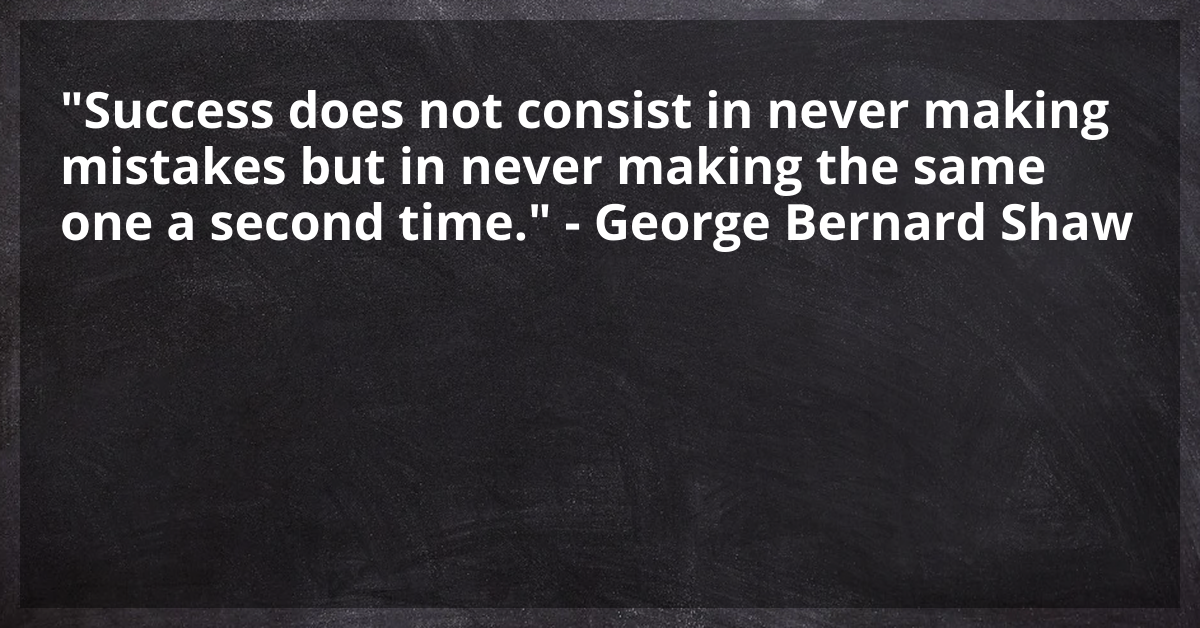 "Success does not consist in never making
mistakes but in never making the same
one a second time." - George Bernard Shaw